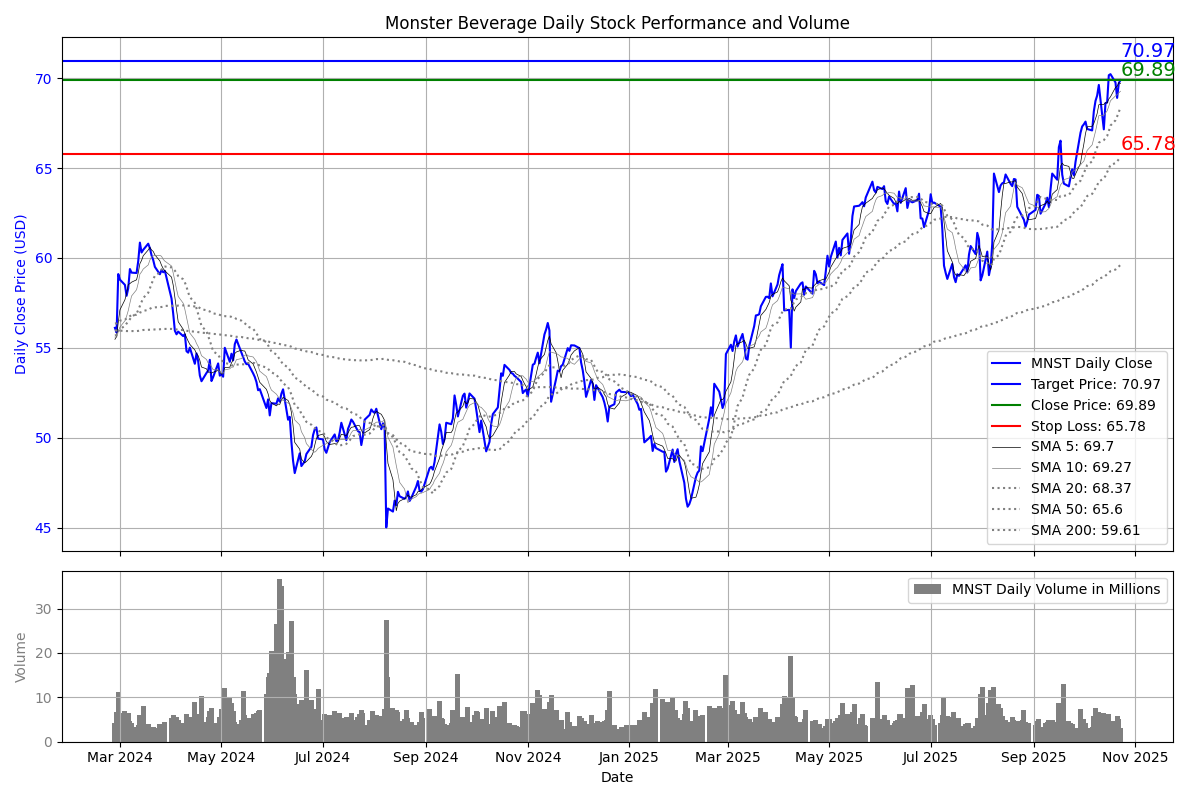 Monster Beverage Daily Stock Performance and Volume
70.97
70
69.89
65.78
65
60
55
50
45
Daily Close Price (USD)
MNST Daily Close
Target Price: 70.97
Close Price: 69.89
Stop Loss: 65.78
SMA 5: 69.7
SMA 10: 69.27
SMA 20: 68.37
SMA 50: 65.6
SMA 200: 59.61
MNST Daily Volume in Millions
30
20
10
0
Volume
Mar 2024 May 2024 Jul 2024 Sep 2024 Nov 2024 Jan 2025 Mar 2025 May 2025 Jul 2025 Sep 2025 Nov 2025
Date